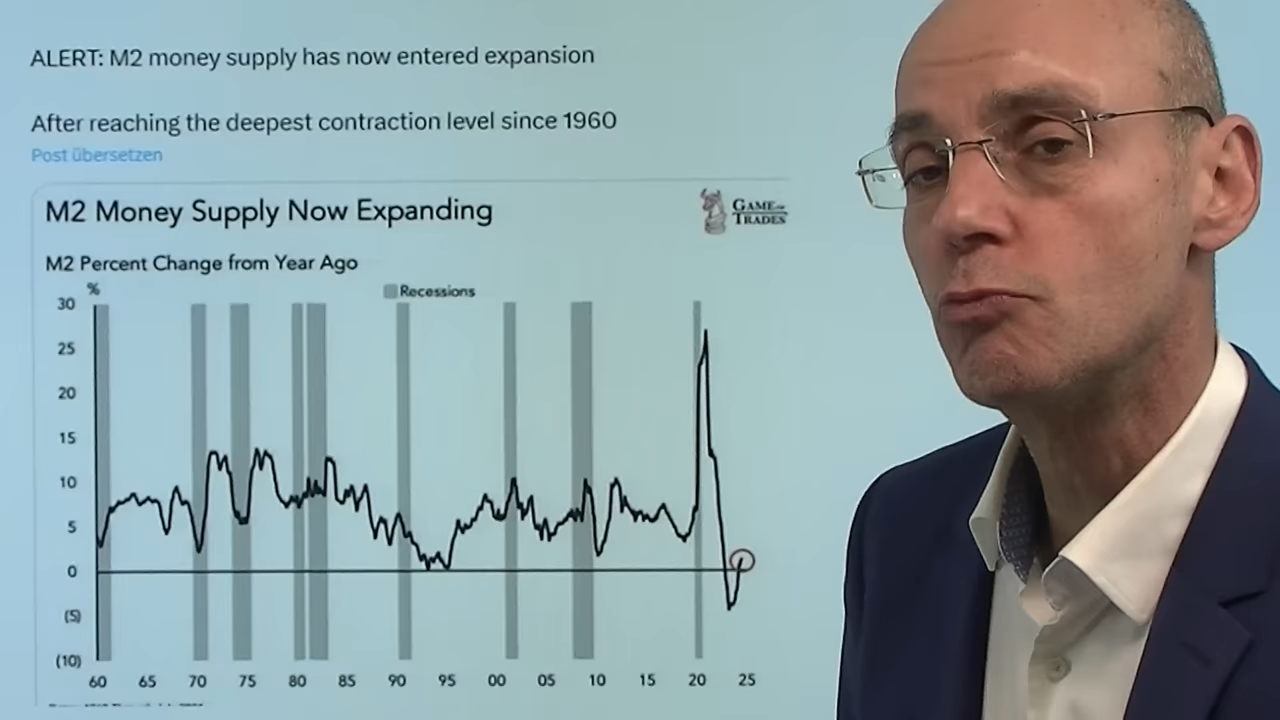 ALERT: M2 money supply has now entered expansion
After reaching the deepest contraction level since 1960
Post übersetzen
M2 Money Supply Now Expanding
GAME OF
TRADES
M2 Percent Change from Year Ago
%
Recessions
30
25
20
15
10
5
0
(5)
(10)
60 65 70 75 80 85 90 95 00 05 10 15 20 25